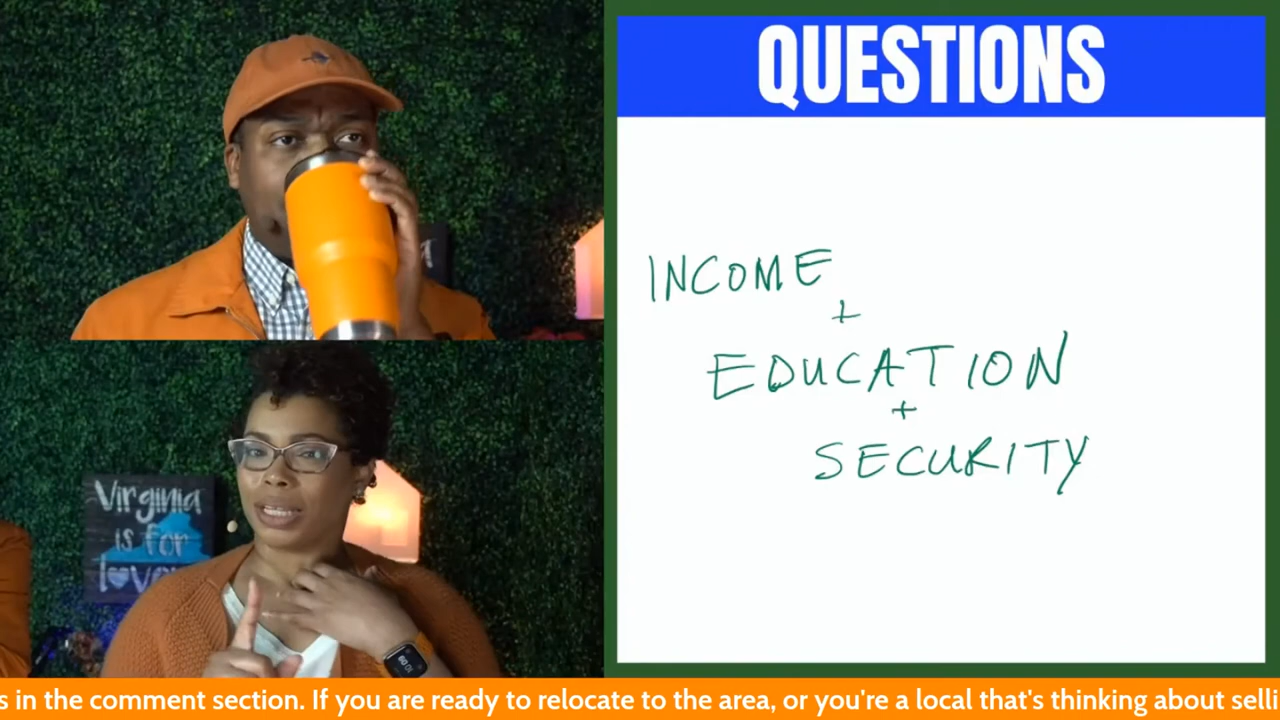 QUESTIONS
INCOME
+
EDUCATION
+
SECURITY
Virginia
is for
s in the comment section. If you are ready to relocate to the area, or you're a local that's thinking about selli